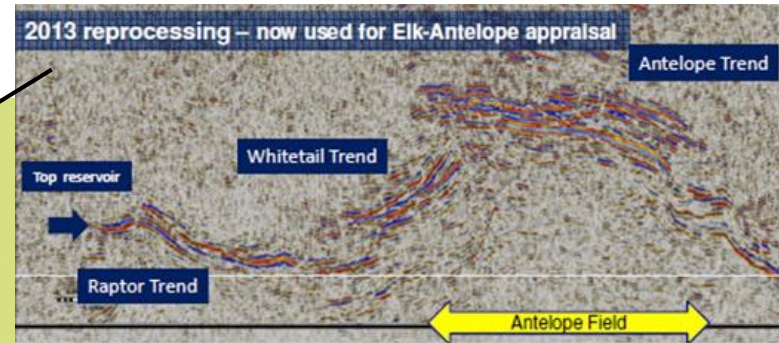 2013 reprocessing – now used for Elk-Antelope appraisal
Antelope Trend
Whitetail Trend
Top reservoir
Raptor Trend
Antelope Field